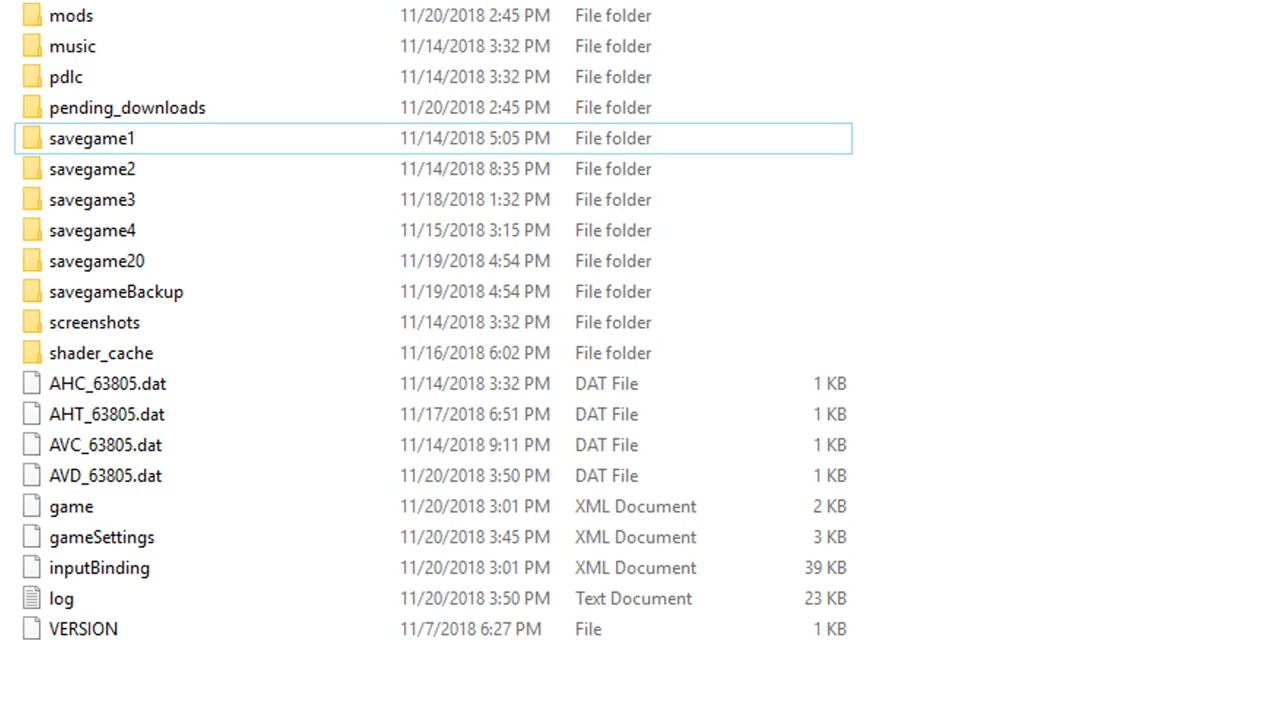 mods 11/20/2018 2:45 PM File folder
music 11/14/2018 3:32 PM File folder
pdlc 11/14/2018 3:32 PM File folder
pending_downloads 11/20/2018 2:45 PM File folder
savegame1 11/14/2018 5:05 PM File folder
savegame2 11/14/2018 8:35 PM File folder
savegame3 11/18/2018 1:32 PM File folder
savegame4 11/15/2018 3:15 PM File folder
savegame20 11/19/2018 4:54 PM File folder
savegameBackup 11/19/2018 4:54 PM File folder
screenshots 11/14/2018 3:32 PM File folder
shader_cache 11/16/2018 6:02 PM File folder
AHC_63805.dat 11/14/2018 3:32 PM DAT File 1 KB
AHT_63805.dat 11/17/2018 6:51 PM DAT File 1 KB
AVC_63805.dat 11/14/2018 9:11 PM DAT File 1 KB
AVD_63805.dat 11/20/2018 3:50 PM DAT File 1 KB
game 11/20/2018 3:01 PM XML Document 2 KB
gameSettings 11/20/2018 3:45 PM XML Document 3 KB
inputBinding 11/20/2018 3:01 PM XML Document 39 KB
log 11/20/2018 3:50 PM Text Document 23 KB
VERSION 11/7/2018 6:27 PM File 1 KB